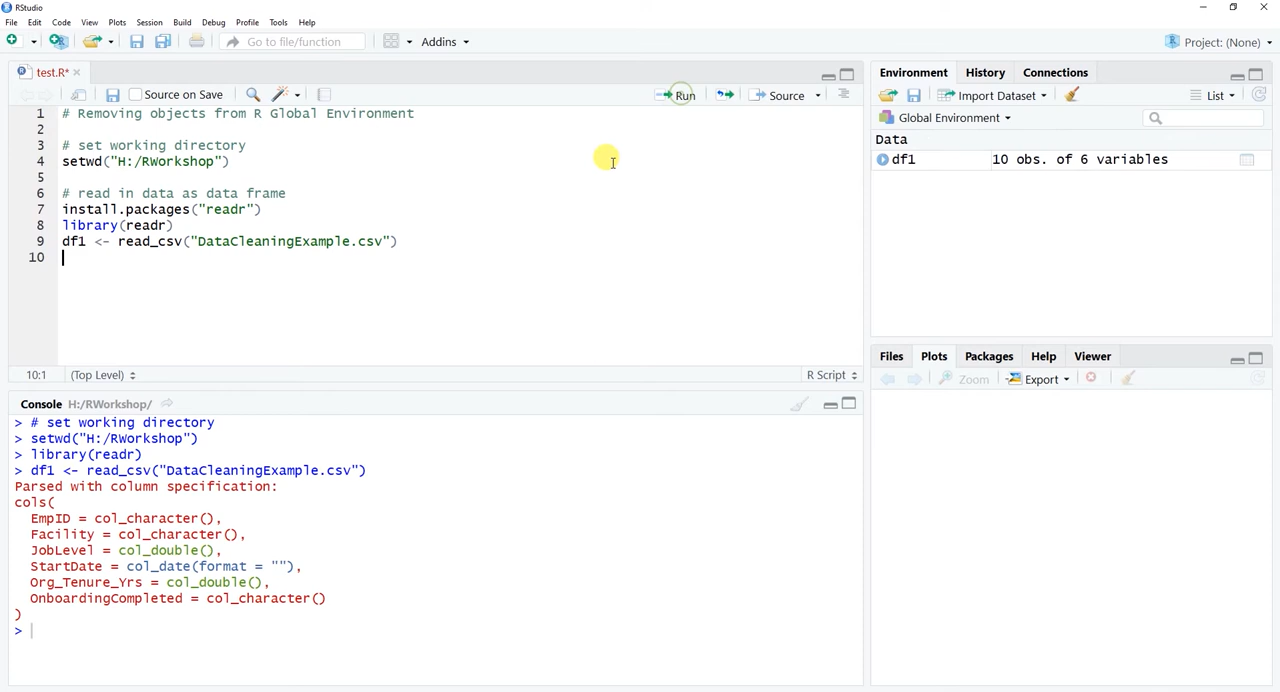 RStudio
File Edit Code View Plots Session Build Debug Profile Tools Help
Go to file/function Addins Project: (None)
test.R*
Source on Save Run Source
1 # Removing objects from R Global Environment
2
3 # set working directory
4 setwd("H:/RWorkshop")
5
6 # read in data as data frame
7 install.packages("readr")
8 library(readr)
9 df1 <- read_csv("DataCleaningExample.csv")
10
10:1 (Top Level) R Script
Console H:/RWorkshop/
> # set working directory
> setwd("H:/RWorkshop")
> library(readr)
> df1 <- read_csv("DataCleaningExample.csv")
Parsed with column specification:
cols(
EmpID = col_character(),
Facility = col_character(),
JobLevel = col_double(),
StartDate = col_date(format = ""),
Org_Tenure_Yrs = col_double(),
OnboardingCompleted = col_character()
)
>
Environment History Connections
Import Dataset List
Global Environment
Data
df1 10 obs. of 6 variables
Files Plots Packages Help Viewer
Zoom Export